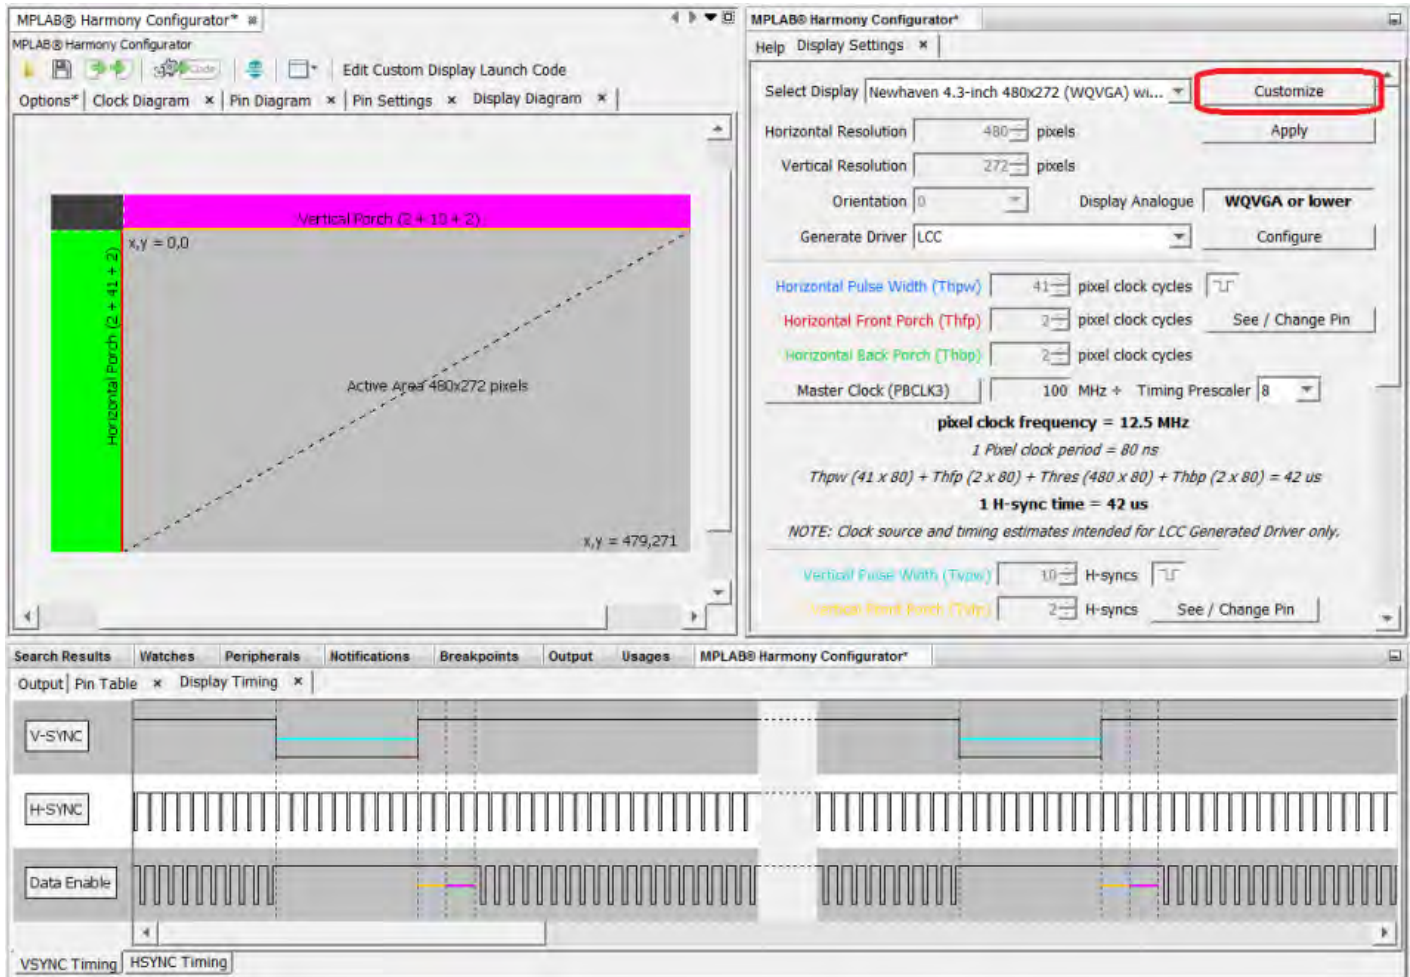 MPLAB® Harmony Configurator*
MPLAB® Harmony Configurator
Code
Edit Custom Display Launch Code
Options* Clock Diagram × Pin Diagram × Pin Settings × Display Diagram ×
Vertical Porch (2 + 10 + 2)
x,y = 0,0
Horizontal Porch (2 + 41 + 2)
Active Area 480x272 pixels
x,y = 479,271
MPLAB® Harmony Configurator*
Help Display Settings ×
Select Display Newhaven 4.3-inch 480x272 (WQVGA) wi... Customize
Horizontal Resolution 480 pixels Apply
Vertical Resolution 272 pixels
Orientation 0 Display Analogue WQVGA or lower
Generate Driver LCC Configure
Horizontal Pulse Width (Thpw) 41 pixel clock cycles
Horizontal Front Porch (Thfp) 2 pixel clock cycles See / Change Pin
Horizontal Back Porch (Thbp) 2 pixel clock cycles
Master Clock (PBCLK3) 100 MHz ÷ Timing Prescaler 8
pixel clock frequency = 12.5 MHz
1 Pixel clock period = 80 ns
Thpw (41 x 80) + Thfp (2 x 80) + Thres (480 x 80) + Thbp (2 x 80) = 42 us
1 H-sync time = 42 us
NOTE: Clock source and timing estimates intended for LCC Generated Driver only.
Vertical Pulse Width (Tvpw) 10 H-syncs
Vertical Front Porch (Tvfp) 2 H-syncs See / Change Pin
Search Results Watches Peripherals Notifications Breakpoints Output Usages MPLAB® Harmony Configurator*
Output Pin Table × Display Timing ×
V-SYNC
H-SYNC
Data Enable
VSYNC Timing HSYNC Timing